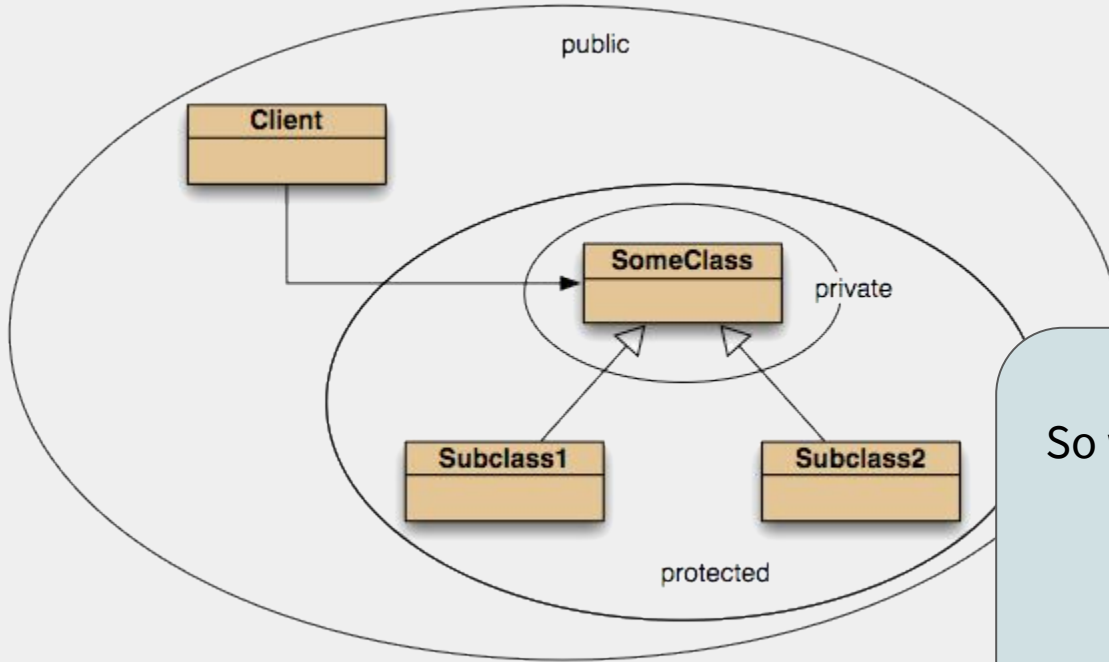 public
Client
SomeClass
private
Subclass1
Subclass2
protected
So